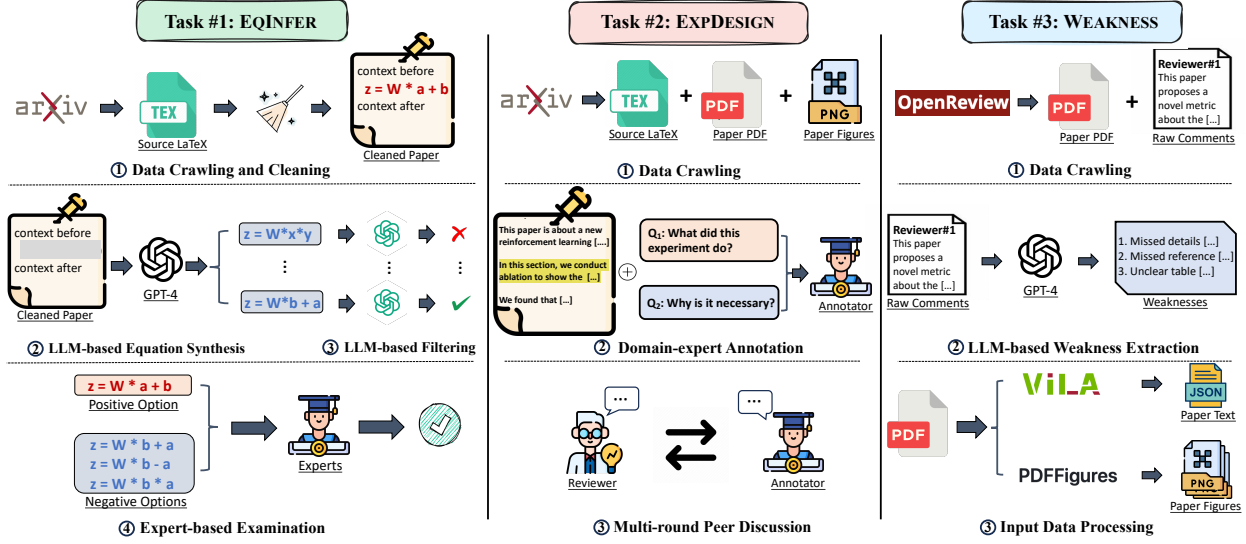 Task #1: EQINFER
arXiv
TEX
Source LaTeX
context before
z = W * a + b
context after
Cleaned Paper
① Data Crawling and Cleaning
context before
context after
Cleaned Paper
GPT-4
z = W*x*y
⋮
z = W*b + a
② LLM-based Equation Synthesis
③ LLM-based Filtering
z = W * a + b
Positive Option
z = W * b + a
z = W * b - a
z = W * b * a
Negative Options
Experts
④ Expert-based Examination
Task #2: EXPDESIGN
arXiv
TEX
Source LaTeX
+
PDF
Paper PDF
+
PNG
Paper Figures
① Data Crawling
This paper is about a new
reinforcement learning [....]
In this section, we conduct
ablation to show the [...]
We found that [...]
Q1: What did this
experiment do?
Q2: Why is it necessary?
Annotator
② Domain-expert Annotation
...
Reviewer
...
Annotator
③ Multi-round Peer Discussion
Task #3: WEAKNESS
OpenReview
PDF
Paper PDF
+
Reviewer#1
This paper
proposes a
novel metric
about the [...]
Raw Comments
① Data Crawling
Reviewer#1
This paper
proposes a
novel metric
about the [...]
Raw Comments
GPT-4
1. Missed details [...]
2. Missed reference [...]
3. Unclear table [...]
Weaknesses
② LLM-based Weakness Extraction
PDF
ViLA
JSON
Paper Text
PDFFigures
PNG
Paper Figures
③ Input Data Processing